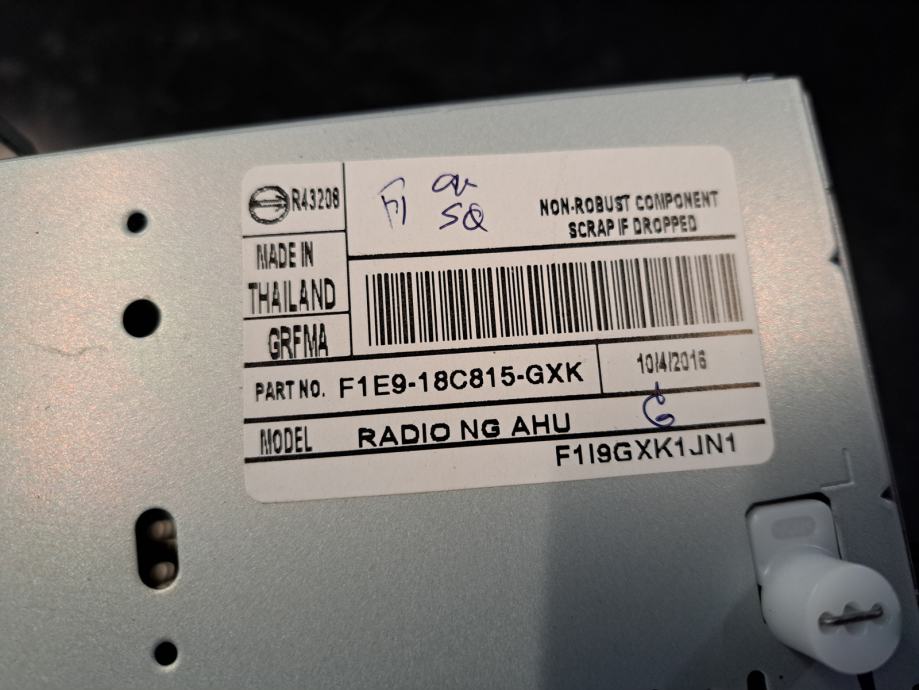 R43208
FI av
SQ
NON-ROBUST COMPONENT
SCRAP IF DROPPED
MADE IN
THAILAND
GRFMA
PART NO. F1E9-18C815-GXK
10/4/2016
MODEL RADIO NG AHU
G
F1I9GXK1JN1